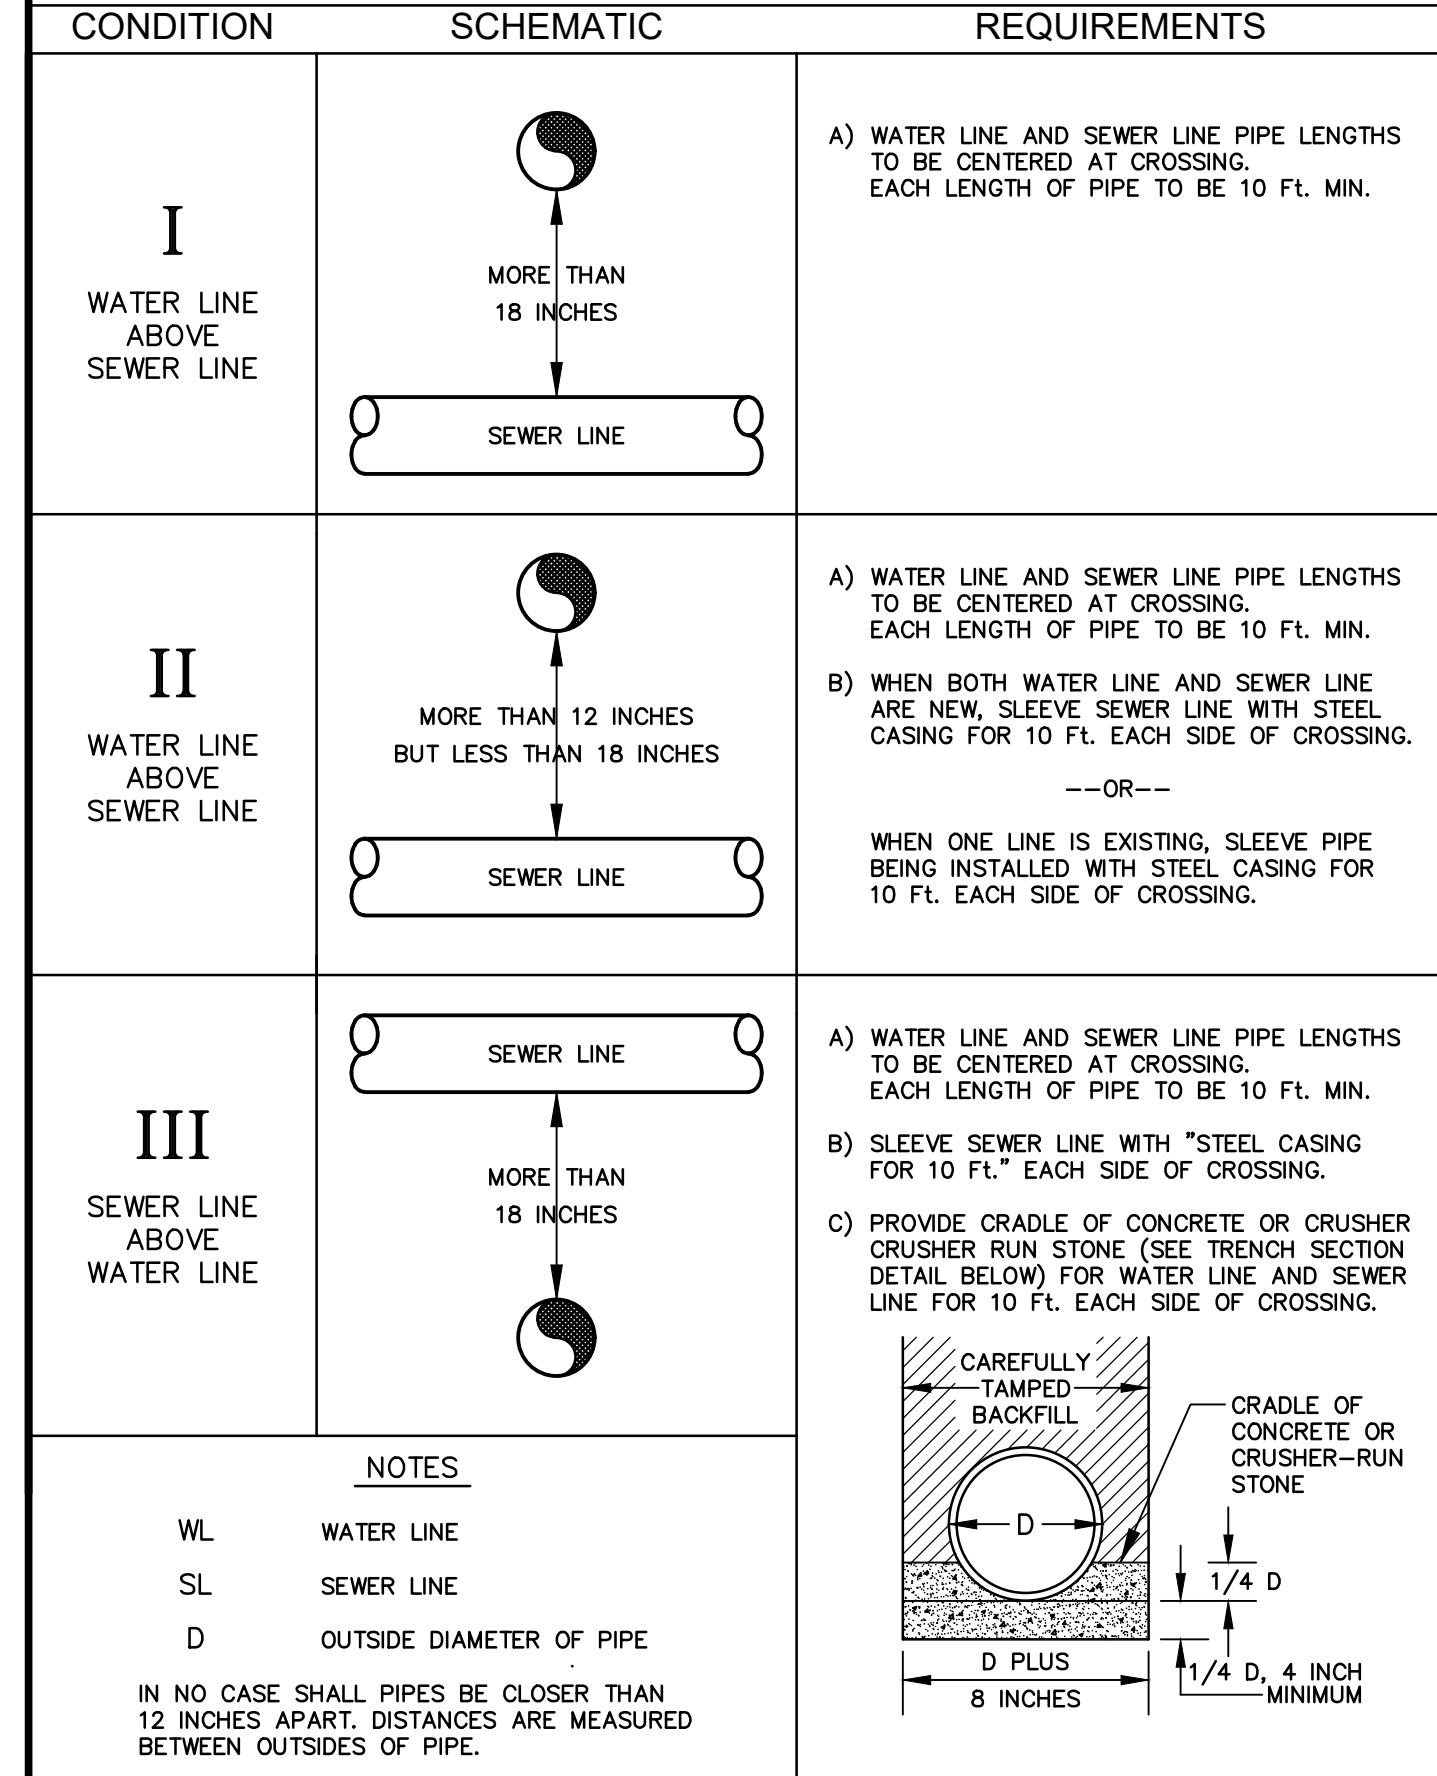 CONDITION
SCHEMATIC
REQUIREMENTS
I
WATER LINE
ABOVE
SEWER LINE
MORE THAN
18 INCHES
SEWER LINE
A) WATER LINE AND SEWER LINE PIPE LENGTHS
TO BE CENTERED AT CROSSING.
EACH LENGTH OF PIPE TO BE 10 Ft. MIN.
II
WATER LINE
ABOVE
SEWER LINE
MORE THAN 12 INCHES
BUT LESS THAN 18 INCHES
SEWER LINE
A) WATER LINE AND SEWER LINE PIPE LENGTHS
TO BE CENTERED AT CROSSING.
EACH LENGTH OF PIPE TO BE 10 Ft. MIN.
B) WHEN BOTH WATER LINE AND SEWER LINE
ARE NEW, SLEEVE SEWER LINE WITH STEEL
CASING FOR 10 Ft. EACH SIDE OF CROSSING.
--OR--
WHEN ONE LINE IS EXISTING, SLEEVE PIPE
BEING INSTALLED WITH STEEL CASING FOR
10 Ft. EACH SIDE OF CROSSING.
III
SEWER LINE
ABOVE
WATER LINE
SEWER LINE
MORE THAN
18 INCHES
A) WATER LINE AND SEWER LINE PIPE LENGTHS
TO BE CENTERED AT CROSSING.
EACH LENGTH OF PIPE TO BE 10 Ft. MIN.
B) SLEEVE SEWER LINE WITH "STEEL CASING
FOR 10 Ft." EACH SIDE OF CROSSING.
C) PROVIDE CRADLE OF CONCRETE OR CRUSHER
CRUSHER RUN STONE (SEE TRENCH SECTION
DETAIL BELOW) FOR WATER LINE AND SEWER
LINE FOR 10 Ft. EACH SIDE OF CROSSING.
CAREFULLY
TAMPED
BACKFILL
CRADLE OF
CONCRETE OR
CRUSHER-RUN
STONE
D
1/4 D
D PLUS
8 INCHES
1/4 D, 4 INCH
MINIMUM
NOTES
WL WATER LINE
SL SEWER LINE
D OUTSIDE DIAMETER OF PIPE
IN NO CASE SHALL PIPES BE CLOSER THAN
12 INCHES APART. DISTANCES ARE MEASURED
BETWEEN OUTSIDES OF PIPE.